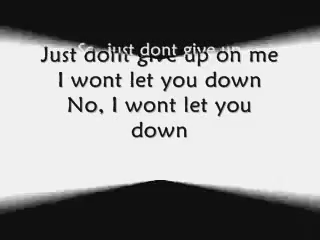 So, just dont give up
Just dont give up on me
I wont let you down
No, I wont let you
down